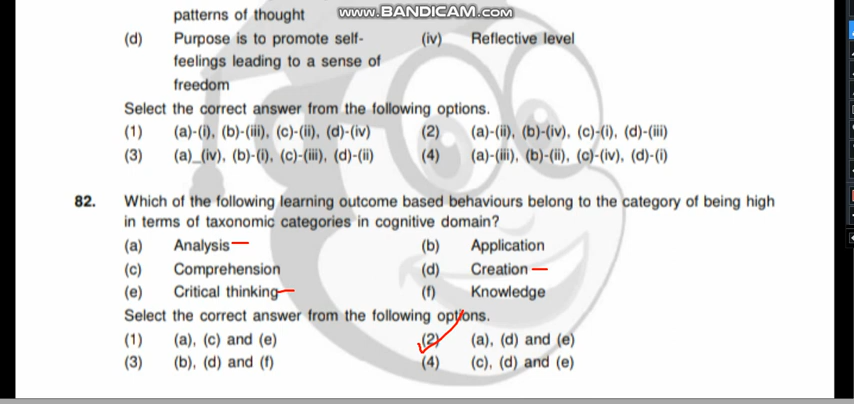 patterns of thought www.BANDICAM.com
(d) Purpose is to promote self- (iv) Reflective level
feelings leading to a sense of
freedom
Select the correct answer from the following options.
(1) (a)-(i), (b)-(iii), (c)-(ii), (d)-(iv) (2) (a)-(ii), (b)-(iv), (c)-(i), (d)-(iii)
(3) (a)_(iv), (b)-(i), (c)-(iii), (d)-(ii) (4) (a)-(iii), (b)-(ii), (c)-(iv), (d)-(i)
82. Which of the following learning outcome based behaviours belong to the category of being high
in terms of taxonomic categories in cognitive domain?
(a) Analysis (b) Application
(c) Comprehension (d) Creation
(e) Critical thinking (f) Knowledge
Select the correct answer from the following options.
(1) (a), (c) and (e) (2) (a), (d) and (e)
(3) (b), (d) and (f) (4) (c), (d) and (e)